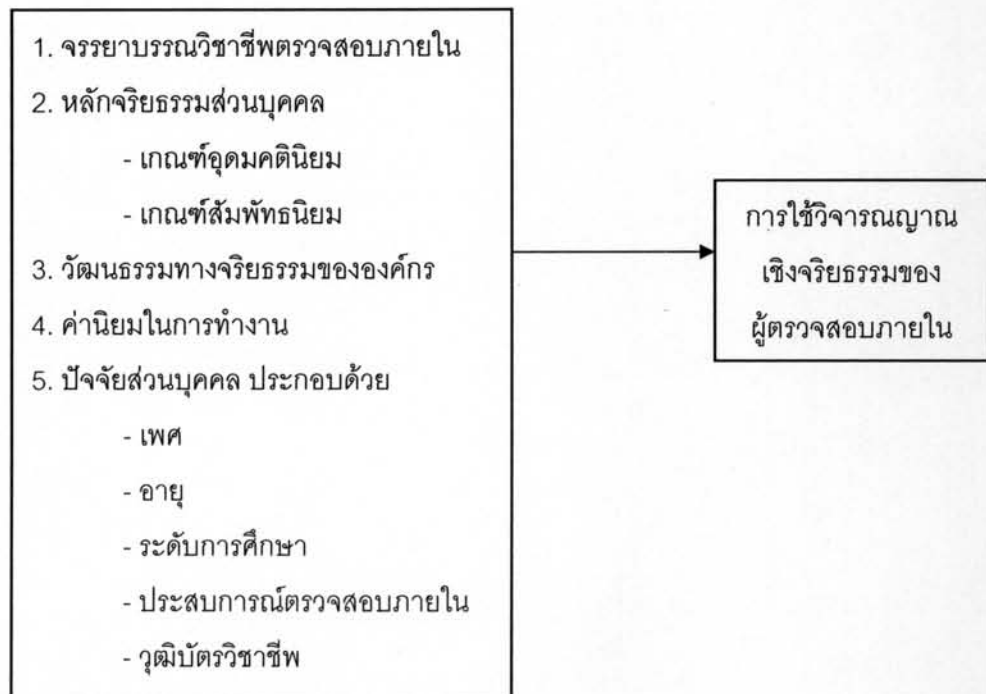 1. จรรยาบรรณวิชาชีพตรวจสอบภายใน
2. หลักจริยธรรมส่วนบุคคล
- เกณฑ์อุดมคตินิยม
- เกณฑ์สัมพัทธนิยม
3. วัฒนธรรมทางจริยธรรมขององค์กร
4. ค่านิยมในการทำงาน
5. ปัจจัยส่วนบุคคล ประกอบด้วย
- เพศ
- อายุ
- ระดับการศึกษา
- ประสบการณ์ตรวจสอบภายใน
- วุฒิบัตรวิชาชีพ
การใช้วิจารณญาณ
เชิงจริยธรรมของ
ผู้ตรวจสอบภายใน